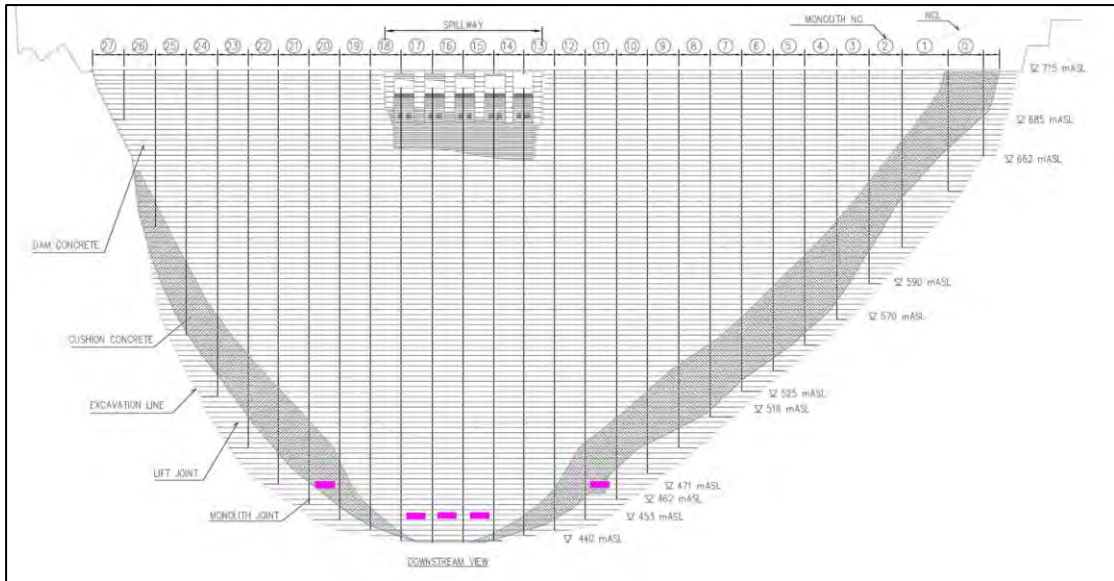 SPILLWAY
MONOLITH NO.
NGL
27 26 25 24 23 22 21 20 19 18 17 16 15 14 13 12 11 10 9 8 7 6 5 4 3 2 1 0
715 mASL
685 mASL
662 mASL
DAM CONCRETE
590 mASL
570 mASL
CUSHION CONCRETE
525 mASL
EXCAVATION LINE
516 mASL
LIFT JOINT
471 mASL
462 mASL
MONOLITH JOINT
453 mASL
440 mASL
DOWNSTREAM VIEW